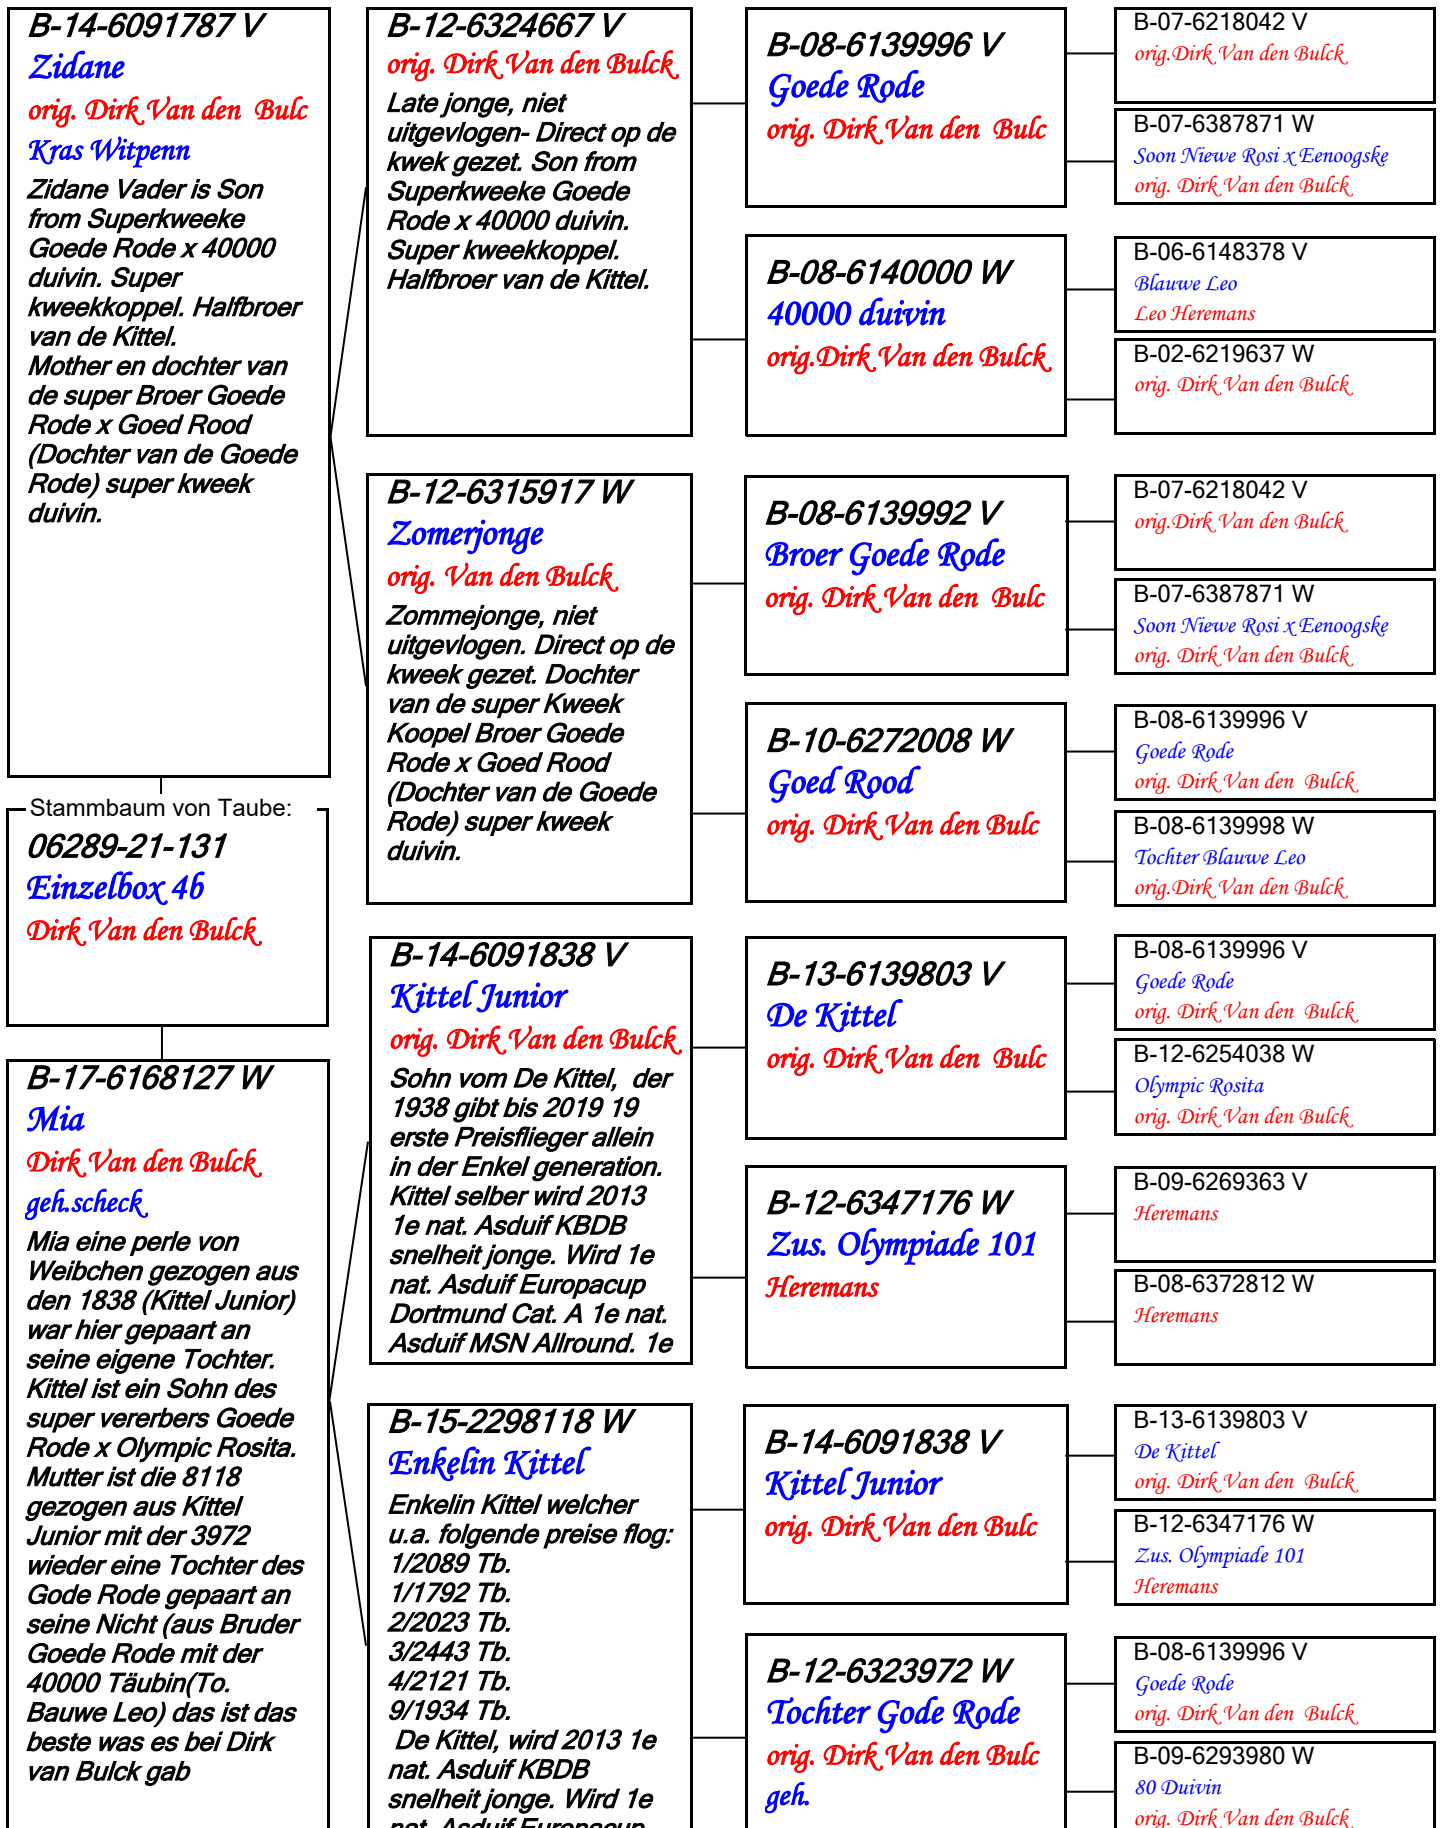 B-14-6091787 V
Zidane
orig. Dirk Van den Bulc
Kras Witpenn
Zidane Vader is Son
from Superkweeke
Goede Rode x 40000
duivin. Super
kweekkoppel. Halfbroer
van de Kittel.
Mother en dochter van
de super Broer Goede
Rode x Goed Rood
(Dochter van de Goede
Rode) super kweek
duivin.
Stammbaum von Taube:
06289-21-131
Einzelbox 4b
Dirk Van den Bulck
B-17-6168127 W
Mia
Dirk Van den Bulck
geh.scheck
Mia eine perle von
Weibchen gezogen aus
den 1838 (Kittel Junior)
war hier gepaart an
seine eigene Tochter.
Kittel ist ein Sohn des
super vererbers Goede
Rode x Olympic Rosita.
Mutter ist die 8118
gezogen aus Kittel
Junior mit der 3972
wieder eine Tochter des
Gode Rode gepaart an
seine Nicht (aus Bruder
Goede Rode mit der
40000 Täubin(To.
Bauwe Leo) das ist das
beste was es bei Dirk
van Bulck gab
B-12-6324667 V
orig. Dirk Van den Bulck
Late jonge, niet
uitgevlogen- Direct op de
kwek gezet. Son from
Superkweeke Goede
Rode x 40000 duivin.
Super kweekkoppel.
Halfbroer van de Kittel.
B-12-6315917 W
Zomerjonge
orig. Van den Bulck
Zommejonge, niet
uitgevlogen. Direct op de
kweek gezet. Dochter
van de super Kweek
Koopel Broer Goede
Rode x Goed Rood
(Dochter van de Goede
Rode) super kweek
duivin.
B-14-6091838 V
Kittel Junior
orig. Dirk Van den Bulck
Sohn vom De Kittel, der
1938 gibt bis 2019 19
erste Preisflieger allein
in der Enkel generation.
Kittel selber wird 2013
1e nat. Asduif KBDB
snelheit jonge. Wird 1e
nat. Asduif Europacup
Dortmund Cat. A 1e nat.
Asduif MSN Allround. 1e
B-15-2298118 W
Enkelin Kittel
Enkelin Kittel welcher
u.a. folgende preise flog:
1/2089 Tb.
1/1792 Tb.
2/2023 Tb.
3/2443 Tb.
4/2121 Tb.
9/1934 Tb.
De Kittel, wird 2013 1e
nat. Asduif KBDB
snelheit jonge. Wird 1e
nat. Asduif Europacup
B-08-6139996 V
Goede Rode
orig. Dirk Van den Bulc
B-08-6140000 W
40000 duivin
orig.Dirk Van den Bulck
B-08-6139992 V
Broer Goede Rode
orig. Dirk Van den Bulc
B-10-6272008 W
Goed Rood
orig. Dirk Van den Bulc
B-13-6139803 V
De Kittel
orig. Dirk Van den Bulc
B-12-6347176 W
Zus. Olympiade 101
Heremans
B-14-6091838 V
Kittel Junior
orig. Dirk Van den Bulc
B-12-6323972 W
Tochter Gode Rode
orig. Dirk Van den Bulc
geh.
B-07-6218042 V
orig.Dirk Van den Bulck
B-07-6387871 W
Soon Niewe Rosi x Eenoogske
orig. Dirk Van den Bulck
B-06-6148378 V
Blauwe Leo
Leo Heremans
B-02-6219637 W
orig. Dirk Van den Bulck
B-07-6218042 V
orig.Dirk Van den Bulck
B-07-6387871 W
Soon Niewe Rosi x Eenoogske
orig. Dirk Van den Bulck
B-08-6139996 V
Goede Rode
orig. Dirk Van den Bulck
B-08-6139998 W
Tochter Blauwe Leo
orig.Dirk Van den Bulck
B-08-6139996 V
Goede Rode
orig. Dirk Van den Bulck
B-12-6254038 W
Olympic Rosita
orig. Dirk Van den Bulck
B-09-6269363 V
Heremans
B-08-6372812 W
Heremans
B-13-6139803 V
De Kittel
orig. Dirk Van den Bulck
B-12-6347176 W
Zus. Olympiade 101
Heremans
B-08-6139996 V
Goede Rode
orig. Dirk Van den Bulck
B-09-6293980 W
80 Duivin
orig. Dirk Van den Bulck